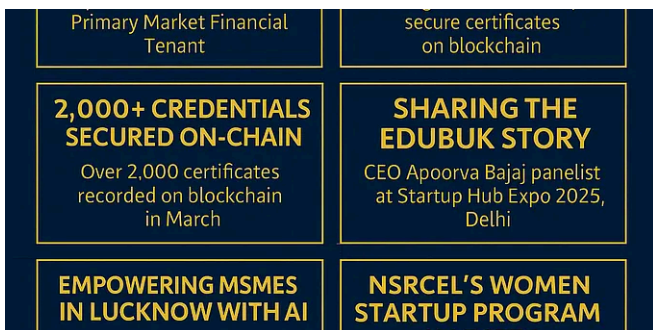 Primary Market Financial
Tenant
secure certificates
on blockchain
2,000+ CREDENTIALS
SECURED ON-CHAIN
Over 2,000 certificates
recorded on blockchain
in March
SHARING THE
EDUBUK STORY
CEO Apoorva Bajaj panelist
at Startup Hub Expo 2025,
Delhi
EMPOWERING MSMES
IN LUCKNOW WITH AI
NSRCEL'S WOMEN
STARTUP PROGRAM